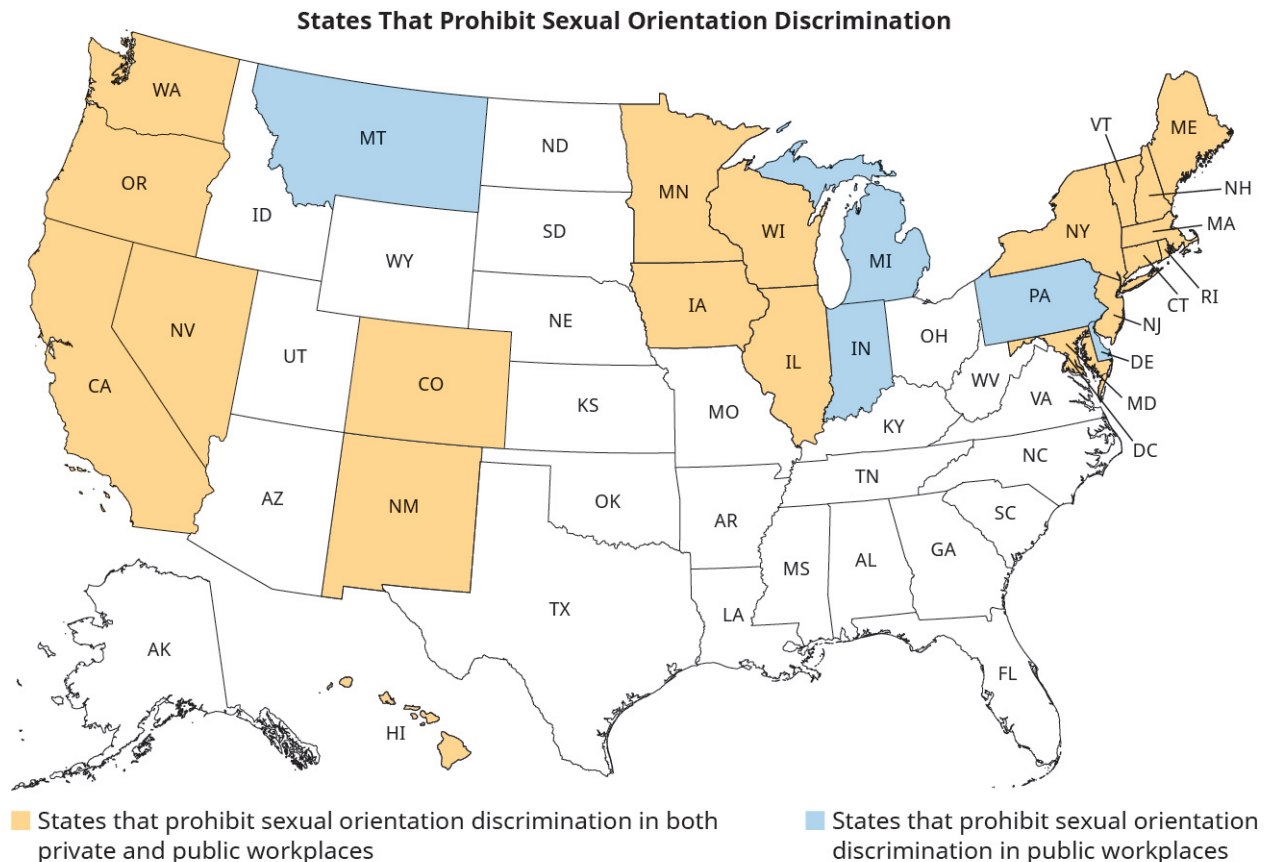 States That Prohibit Sexual Orientation Discrimination
WA
MT
ND
MN
VT
ME
OR
ID
SD
WI
NH
MA
NY
WY
MI
RI
CT
NV
IA
NE
PA
NJ
UT
CO
IL
IN
OH
DE
CA
KS
MO
WV
VA
MD
KY
DC
AZ
NM
OK
TN
NC
AR
SC
MS
AL
GA
TX
LA
AK
FL
HI
States that prohibit sexual orientation discrimination in both
private and public workplaces
States that prohibit sexual orientation
discrimination in public workplaces